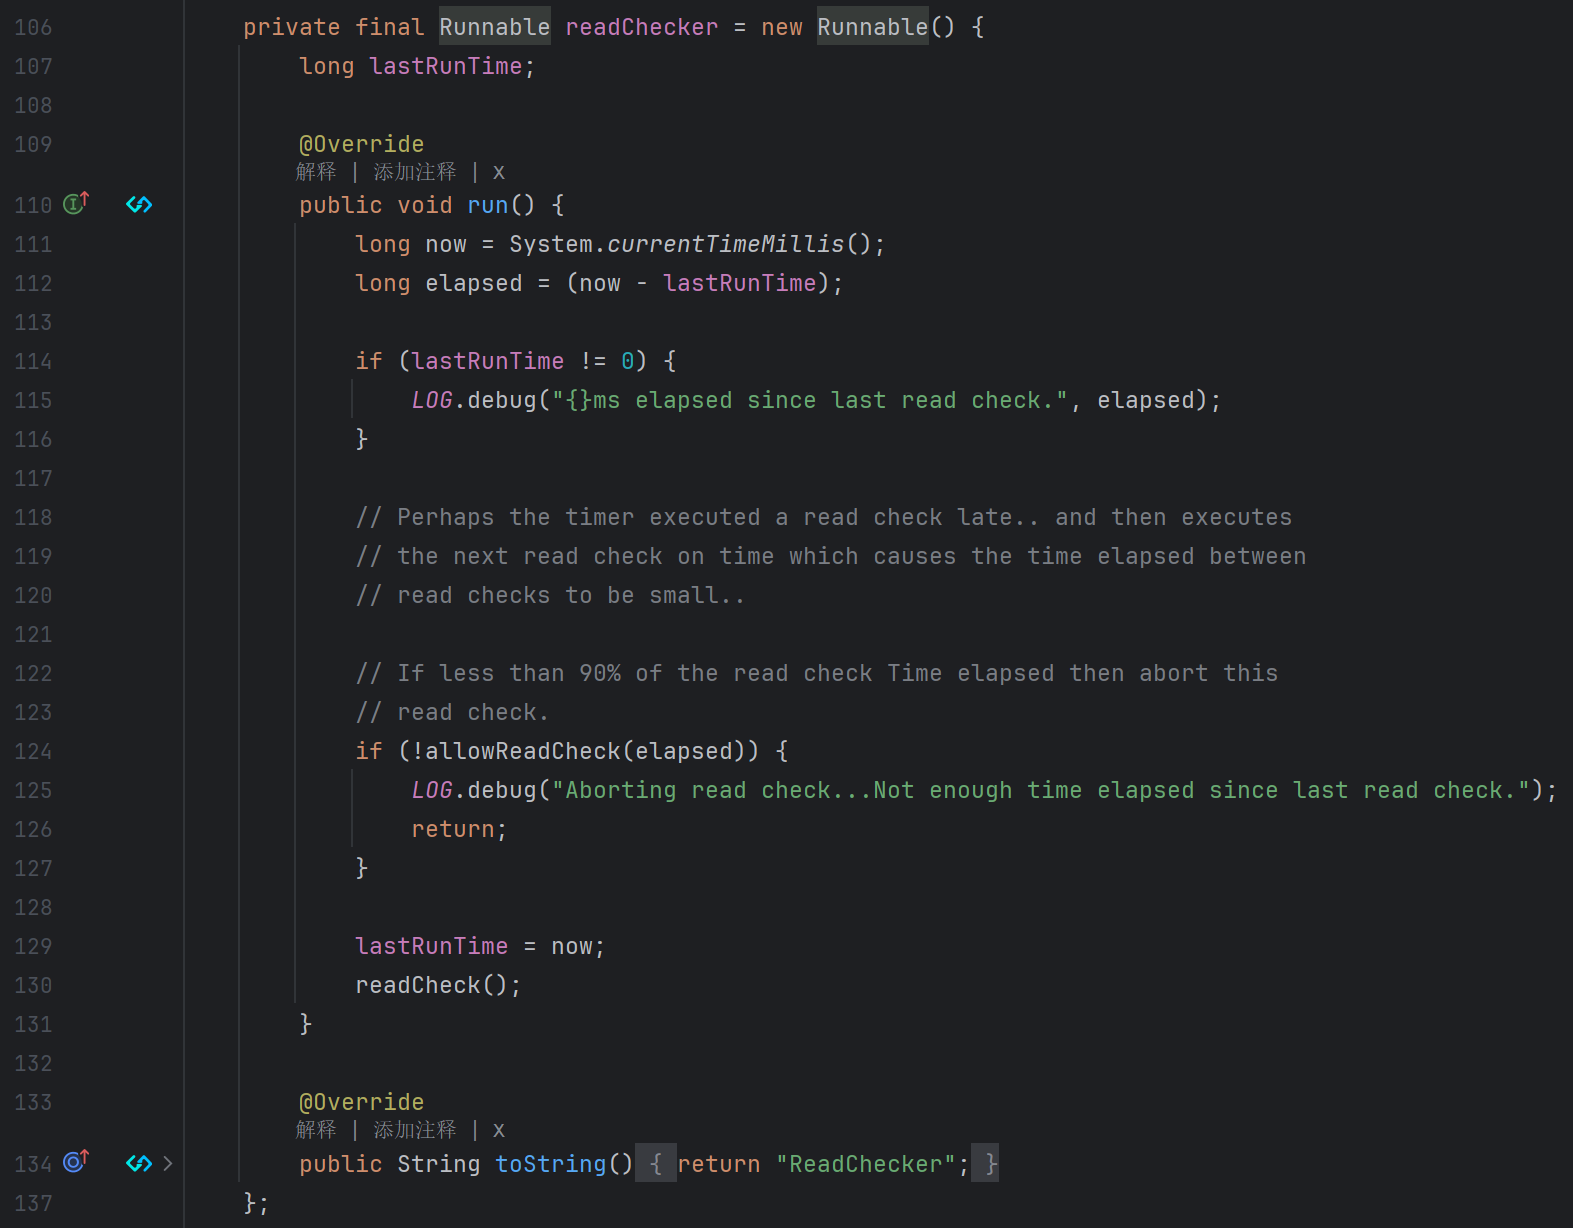 106 private final Runnable readChecker = new Runnable() {
107 long lastRunTime;
108
109 @Override
解释 | 添加注释 | x
110 public void run() {
111 long now = System.currentTimeMillis();
112 long elapsed = (now - lastRunTime);
113
114 if (lastRunTime != 0) {
115 LOG.debug("{}ms elapsed since last read check.", elapsed);
116 }
117
118 // Perhaps the timer executed a read check late.. and then executes
119 // the next read check on time which causes the time elapsed between
120 // read checks to be small..
121
122 // If less than 90% of the read check Time elapsed then abort this
123 // read check.
124 if (!allowReadCheck(elapsed)) {
125 LOG.debug("Aborting read check...Not enough time elapsed since last read check.");
126 return;
127 }
128
129 lastRunTime = now;
130 readCheck();
131 }
132
133 @Override
解释 | 添加注释 | x
134 public String toString() { return "ReadChecker"; }
137 };